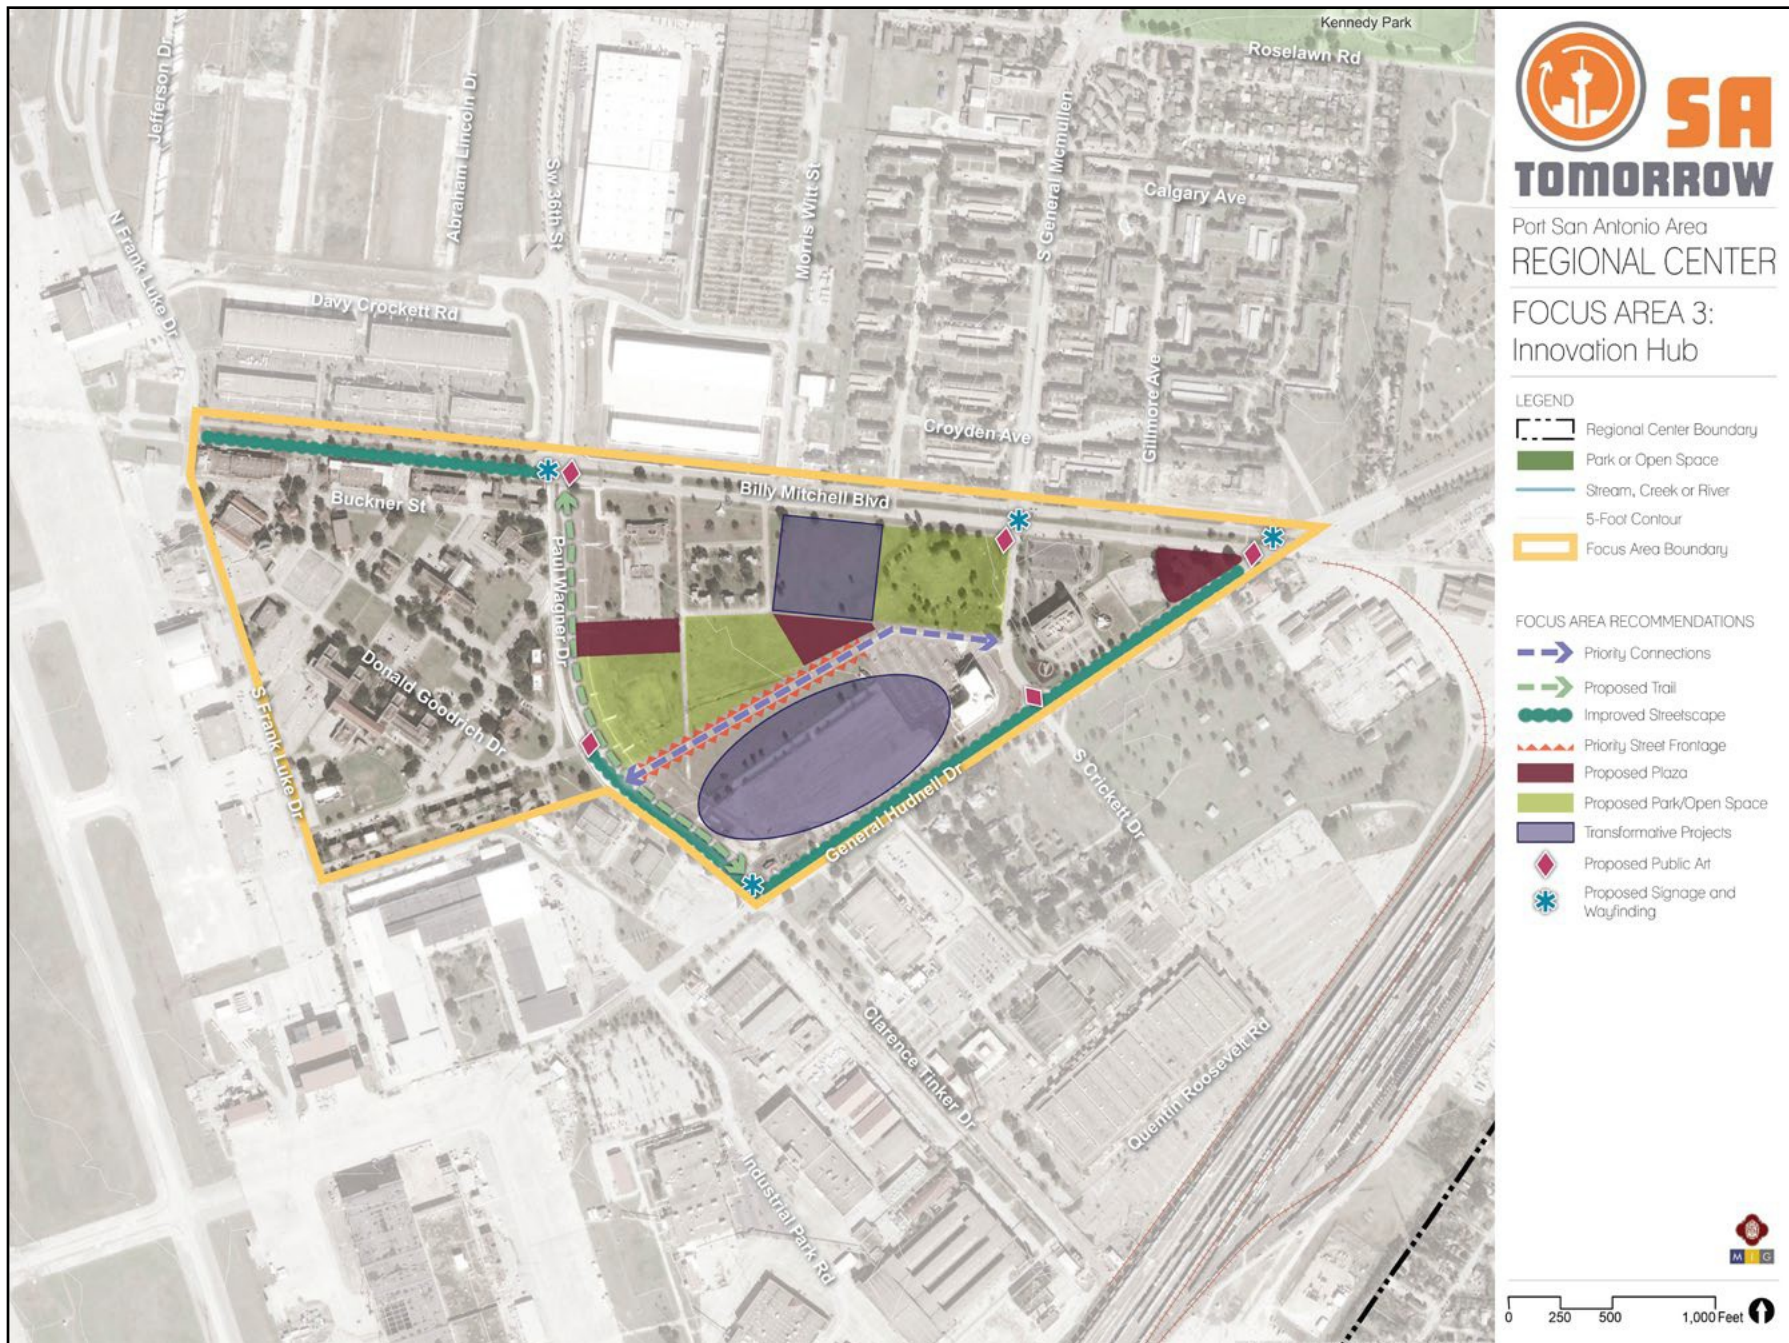 Kennedy Park
Roselawn Rd
Jefferson Dr
Abraham Lincoln Dr
SW 36th St
Morris Witt St
S General Mcmullen
Calgary Ave
N Frank Luke Dr
Davy Crockett Rd
Croyden Ave
Gillmore Ave
Buckner St
Billy Mitchell Blvd
Paul Wagner Dr
Donald Goodrich Dr
S Frank Luke Dr
S Crickett Dr
General Hudnell Dr
Clarence Tinker Dr
Quentin Roosevelt Rd
Industrial Park Rd
SA
TOMORROW
Port San Antonio Area
REGIONAL CENTER
FOCUS AREA 3:
Innovation Hub
LEGEND
Regional Center Boundary
Park or Open Space
Stream, Creek or River
5-Foot Contour
Focus Area Boundary
FOCUS AREA RECOMMENDATIONS
Priority Connections
Proposed Trail
Improved Streetscape
Priority Street Frontage
Proposed Plaza
Proposed Park/Open Space
Transformative Projects
Proposed Public Art
Proposed Signage and
Wayfinding
M I G
0 250 500 1,000 Feet